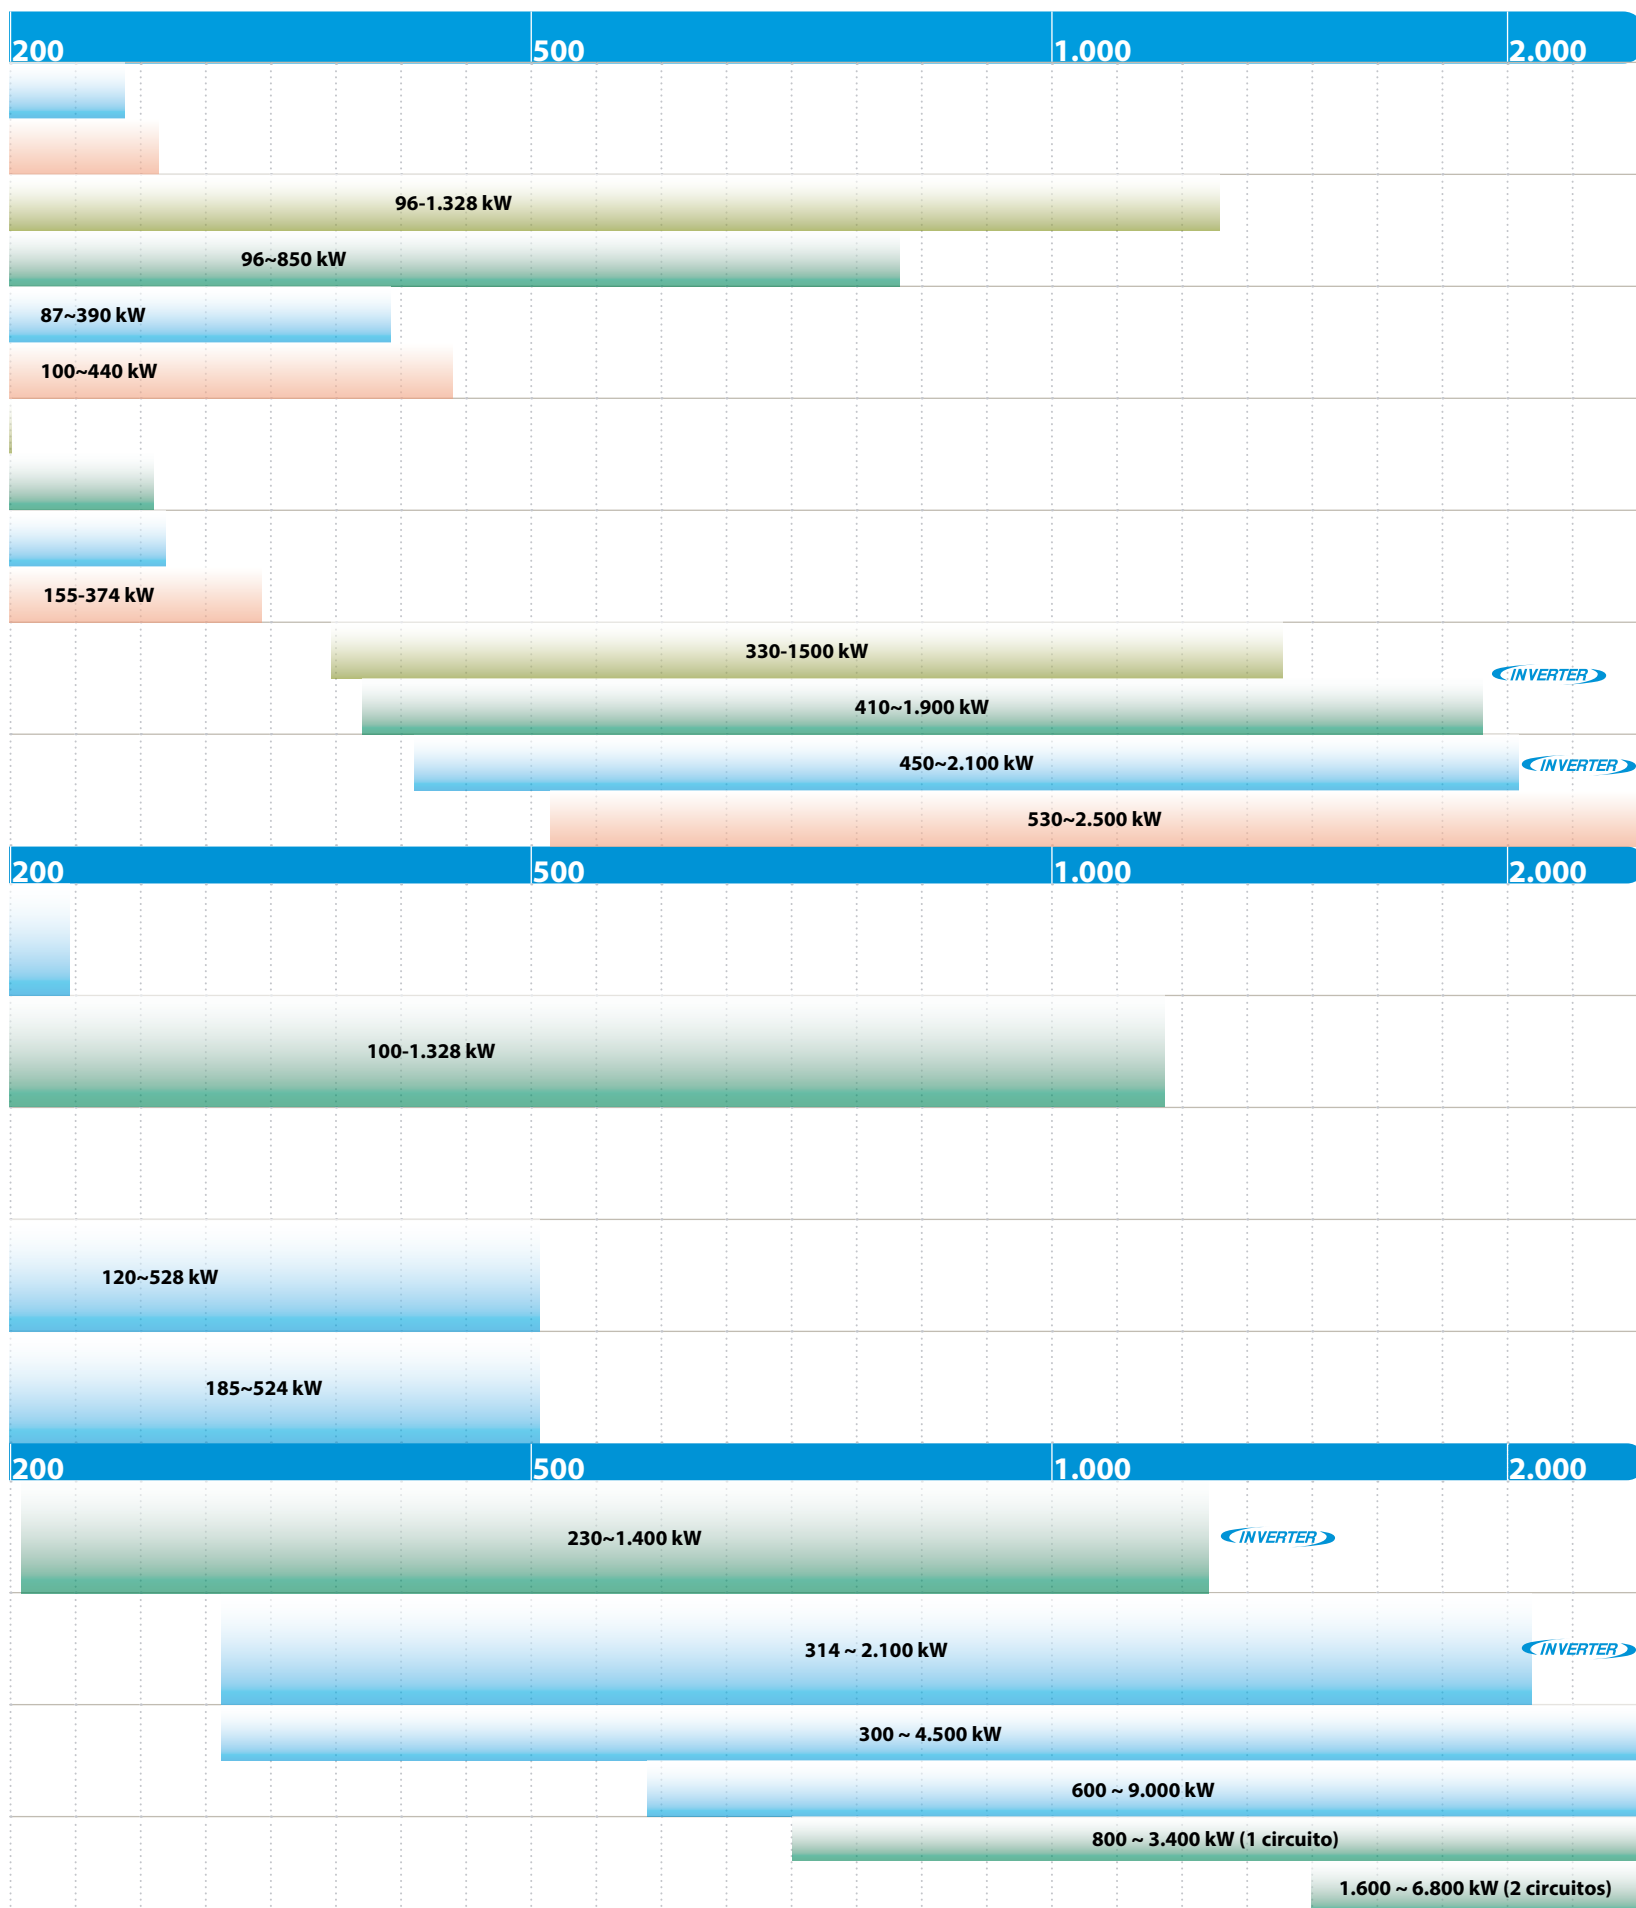 200 500 1.000 2.000
96-1.328 kW
96~850 kW
87~390 kW
100~440 kW
155-374 kW
330-1500 kW
INVERTER
410~1.900 kW
450~2.100 kW INVERTER
530~2.500 kW
200 500 1.000 2.000
100-1.328 kW
120~528 kW
185~524 kW
200 500 1.000 2.000
230~1.400 kW INVERTER
314 ~ 2.100 kW INVERTER
300 ~ 4.500 kW
600 ~ 9.000 kW
800 ~ 3.400 kW (1 circuito)
1.600 ~ 6.800 kW (2 circuitos)